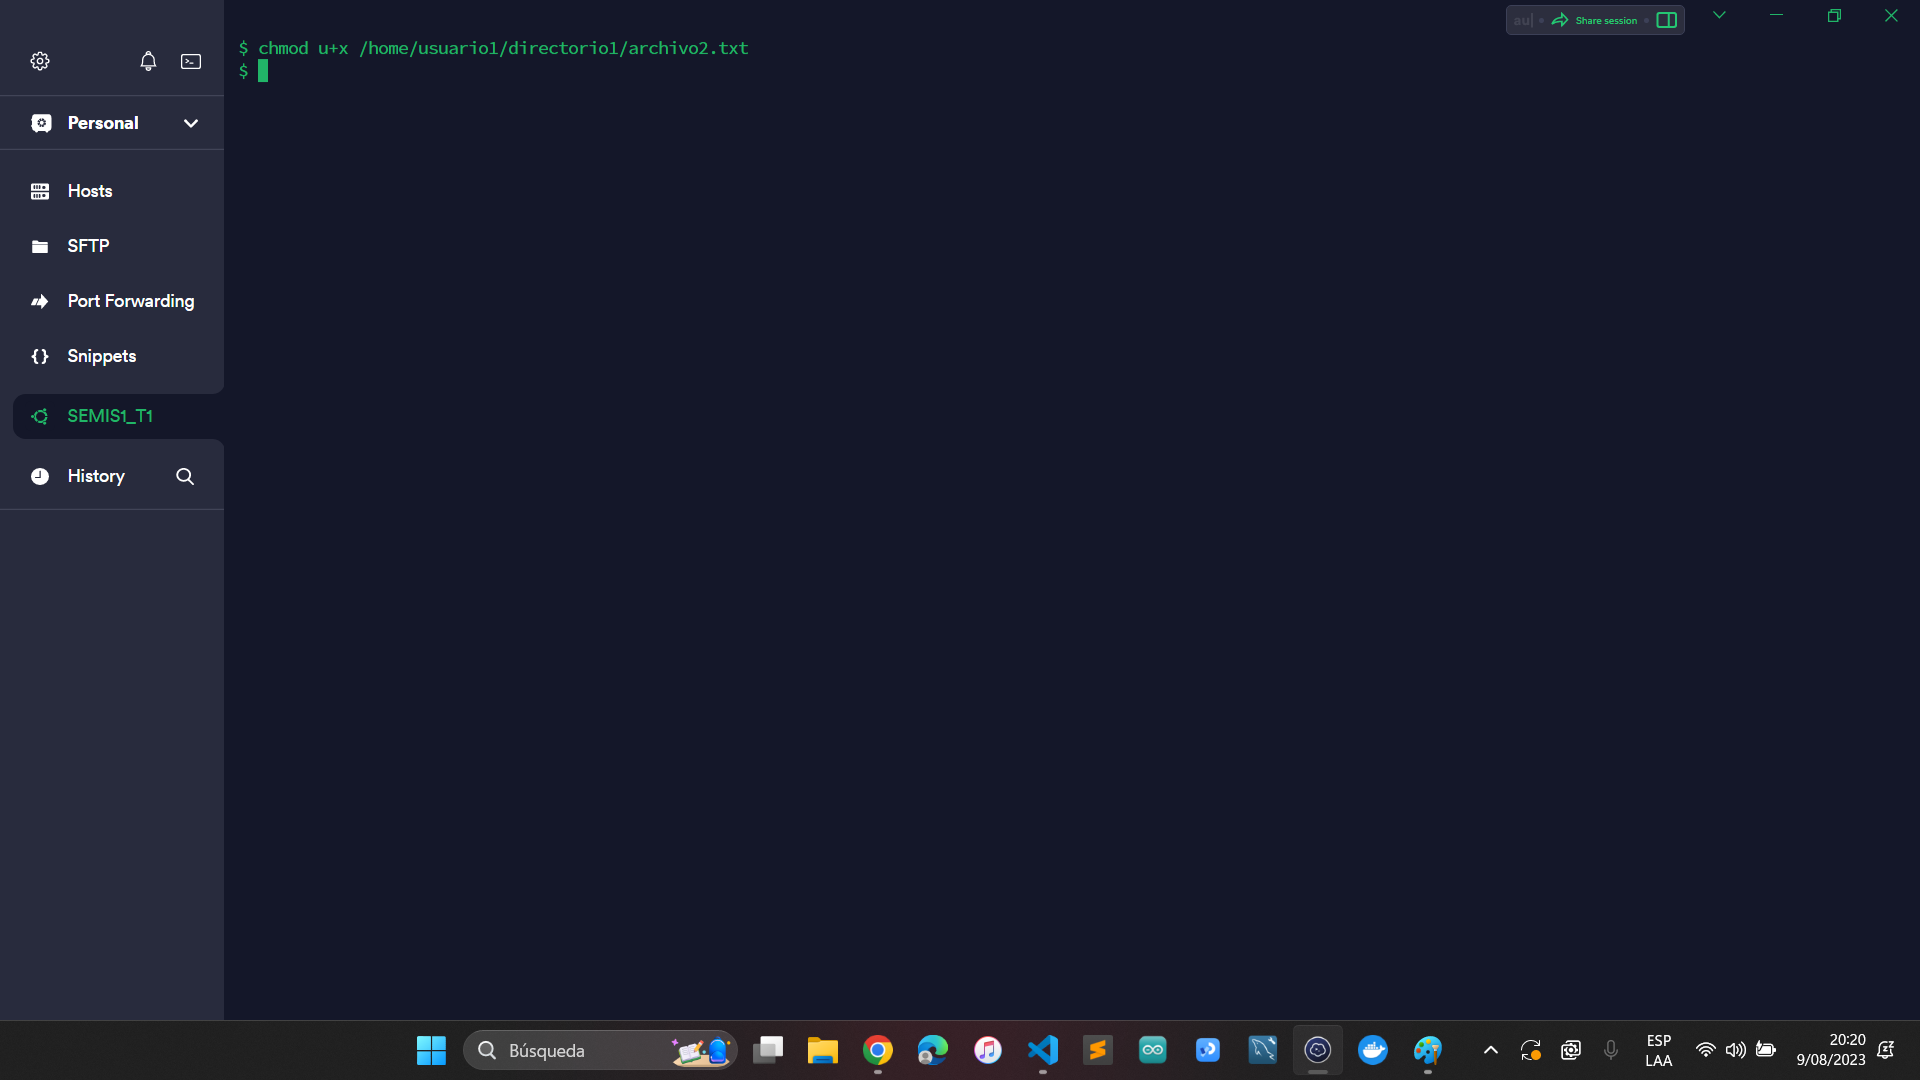 au|
Share session
$ chmod u+x /home/usuario1/directorio1/archivo2.txt
$
Personal
Hosts
SFTP
Port Forwarding
Snippets
SEMIS1_T1
History
Búsqueda
ESP
LAA
20:20
9/08/2023